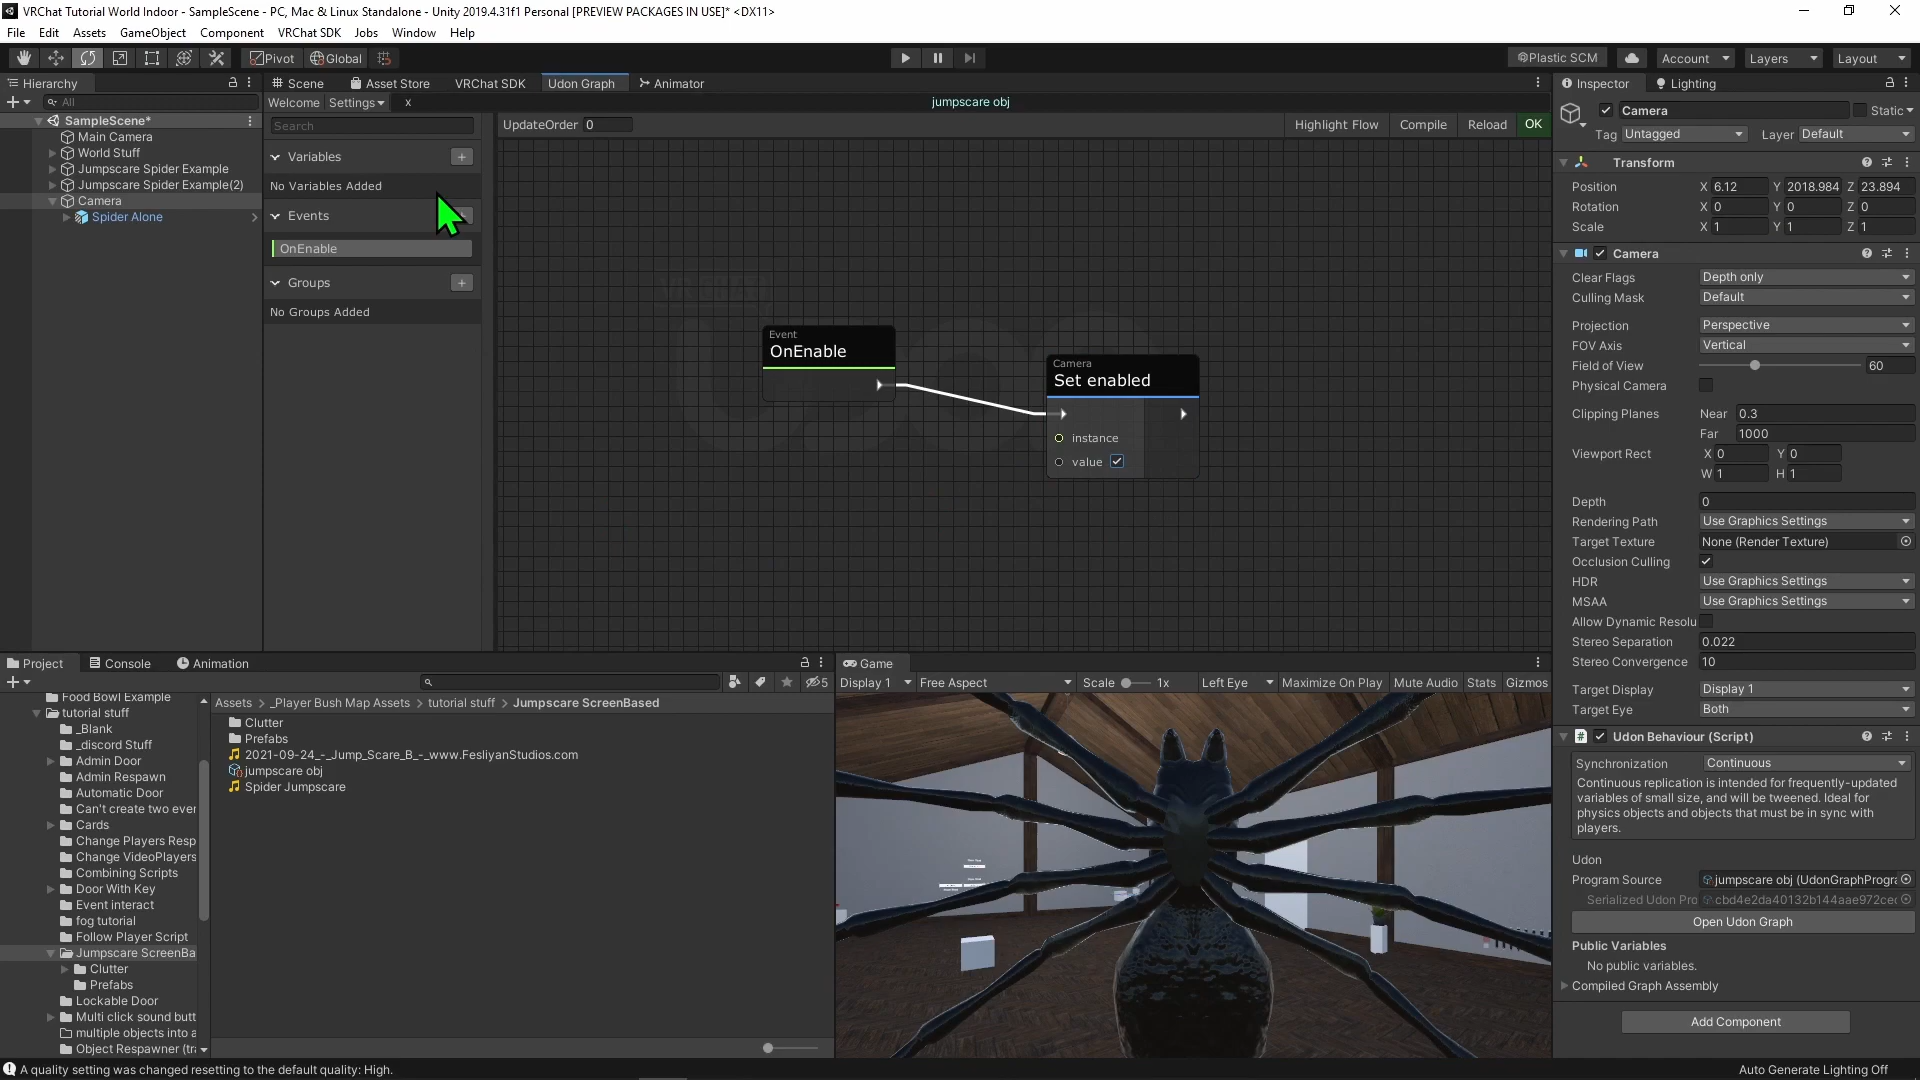 VRChat Tutorial World Indoor - SampleScene - PC, Mac & Linux Standalone - Unity 2019.4.31f1 Personal [PREVIEW PACKAGES IN USE]* <DX11>
File Edit Assets GameObject Component VRChat SDK Jobs Window Help
Pivot Global Plastic SCM Account Layers Layout
Hierarchy
All
SampleScene*
Main Camera
World Stuff
Jumpscare Spider Example
Jumpscare Spider Example(2)
Camera
Spider Alone
Scene Asset Store VRChat SDK Udon Graph Animator
Welcome Settings x jumpscare obj
Search
UpdateOrder 0 Highlight Flow Compile Reload OK
Variables
No Variables Added
Events
OnEnable
Groups
No Groups Added
Event
OnEnable
Camera
Set enabled
instance
value
Inspector Lighting
Camera Static
Tag Untagged Layer Default
Transform
Position X 6.12 Y 2018.984 Z 23.894
Rotation X 0 Y 0 Z 0
Scale X 1 Y 1 Z 1
Camera
Clear Flags Depth only
Culling Mask Default
Projection Perspective
FOV Axis Vertical
Field of View 60
Physical Camera
Clipping Planes Near 0.3
Far 1000
Viewport Rect X 0 Y 0
W 1 H 1
Depth 0
Rendering Path Use Graphics Settings
Target Texture None (Render Texture)
Occlusion Culling
HDR Use Graphics Settings
MSAA Use Graphics Settings
Allow Dynamic Resolu
Stereo Separation 0.022
Stereo Convergence 10
Target Display Display 1
Target Eye Both
Udon Behaviour (Script)
Synchronization Continuous
Continuous replication is intended for frequently-updated
variables of small size, and will be tweened. Ideal for
physics objects and objects that must be in sync with
players.
Udon
Program Source jumpscare obj (UdonGraphProgra
Serialized Udon Pro cbd4e2da40132b144aae972cec
Open Udon Graph
Public Variables
No public variables.
Compiled Graph Assembly
Add Component
Project Console Animation
5
Food Bowl Example
tutorial stuff
_Blank
_discord Stuff
Admin Door
Admin Respawn
Automatic Door
Can't create two ever
Cards
Change Players Resp
Change VideoPlayers
Combining Scripts
Door With Key
Event interact
fog tutorial
Follow Player Script
Jumpscare ScreenBa
Clutter
Prefabs
Lockable Door
Multi click sound butt
multiple objects into a
Object Respawner (tra
Assets > _Player Bush Map Assets > tutorial stuff > Jumpscare ScreenBased
Clutter
Prefabs
2021-09-24_-_Jump_Scare_B_-_www.FesliyanStudios.com
jumpscare obj
Spider Jumpscare
Game
Display 1 Free Aspect Scale 1x Left Eye Maximize On Play Mute Audio Stats Gizmos
A quality setting was changed resetting to the default quality: High.
Auto Generate Lighting Off